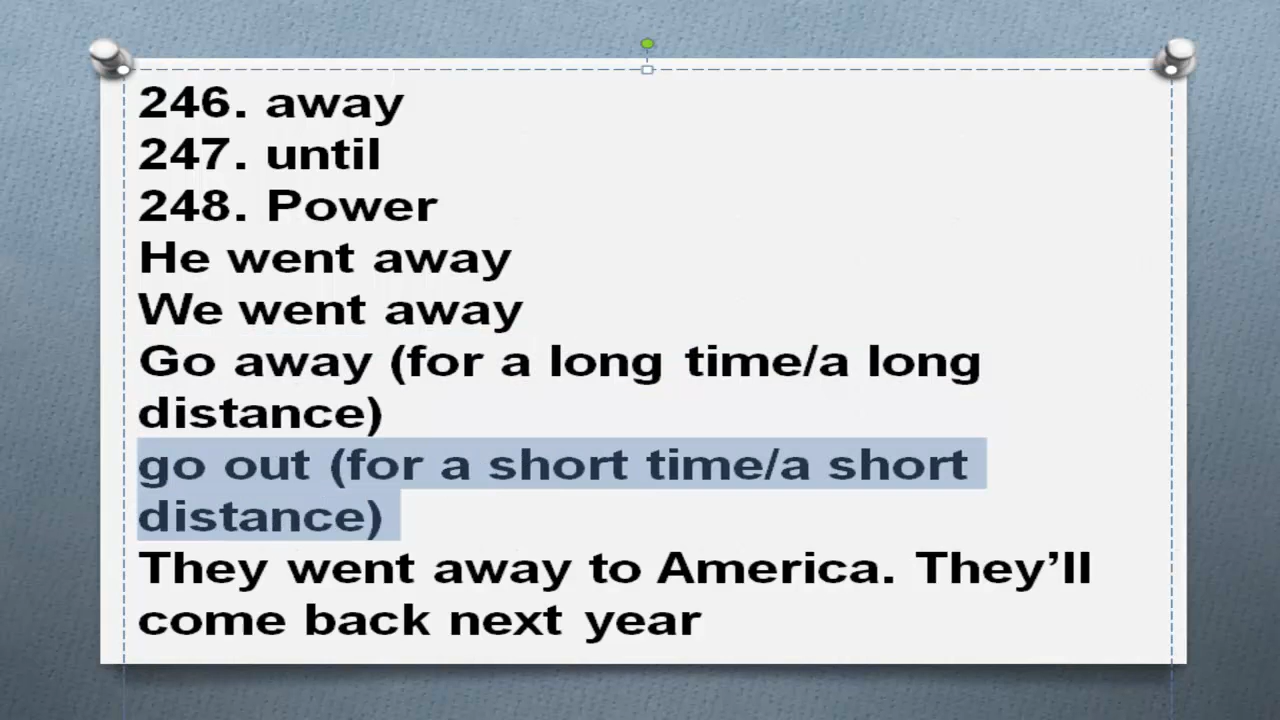 246. away
247. until
248. Power
He went away
We went away
Go away (for a long time/a long
distance)
go out (for a short time/a short
distance)
They went away to America. They’ll
come back next year